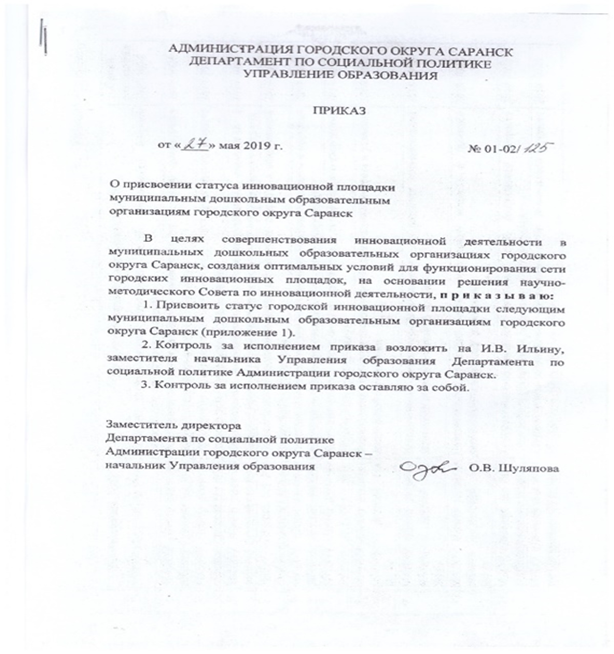 АДМИНИСТРАЦИЯ ГОРОДСКОГО ОКРУГА САРАНСК
ДЕПАРТАМЕНТ ПО СОЦИАЛЬНОЙ ПОЛИТИКЕ
УПРАВЛЕНИЕ ОБРАЗОВАНИЯ
ПРИКАЗ
от «27» мая 2019 г. № 01-02/125
О присвоении статуса инновационной площадки
муниципальным дошкольным образовательным
организациям городского округа Саранск
В целях совершенствования инновационной деятельности в
муниципальных дошкольных образовательных организациях городского
округа Саранск, создания оптимальных условий для функционирования сети
городских инновационных площадок, на основании решения научно-
методического Совета по инновационной деятельности, п р и к а з ы в а ю:
1. Присвоить статус городской инновационной площадки следующим
муниципальным дошкольным образовательным организациям городского
округа Саранск (приложение 1).
2. Контроль за исполнением приказа возложить на И.В. Ильину,
заместителя начальника Управления образования Департамента по
социальной политике Администрации городского округа Саранск.
3. Контроль за исполнением приказа оставляю за собой.
Заместитель директора
Департамента по социальной политике
Администрации городского округа Саранск –
начальник Управления образования О.В. Шуляпова